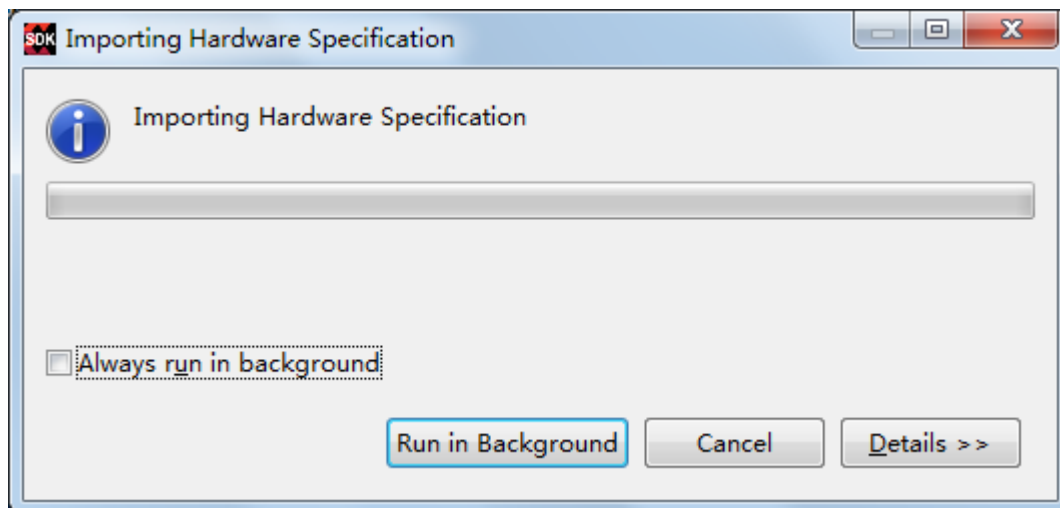 SDK Importing Hardware Specification
Importing Hardware Specification
Always run in background
Run in Background Cancel Details >>